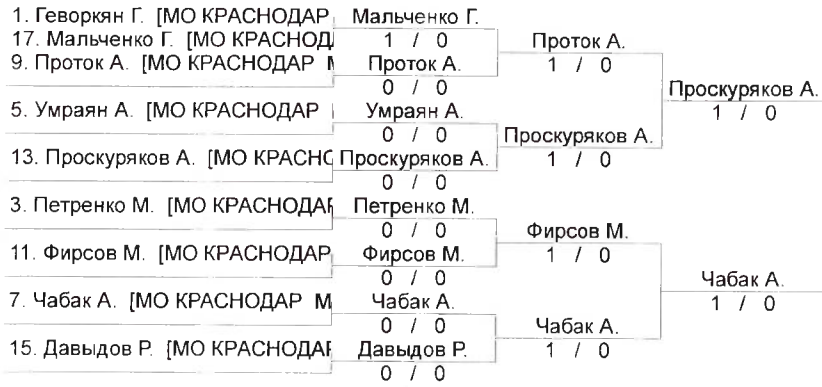 1. Геворкян Г. [МО КРАСНОДАР
Мальченко Г.
17. Мальченко Г. [МО КРАСНОД
1 / 0
Проток А.
9. Проток А. [МО КРАСНОДАР
Проток А.
1 / 0
0 / 0
Проскуряков А.
5. Умраян А. [МО КРАСНОДАР
Умраян А.
1 / 0
0 / 0
Проскуряков А.
13. Проскуряков А. [МО КРАСНО
Проскуряков А.
1 / 0
0 / 0
3. Петренко М. [МО КРАСНОДАР
Петренко М.
0 / 0
Фирсов М.
11. Фирсов М. [МО КРАСНОДАР
Фирсов М.
1 / 0
0 / 0
Чабак А.
7. Чабак А. [МО КРАСНОДАР М
Чабак А.
1 / 0
0 / 0
Чабак А.
15. Давыдов Р. [МО КРАСНОДАР
Давыдов Р.
1 / 0
0 / 0